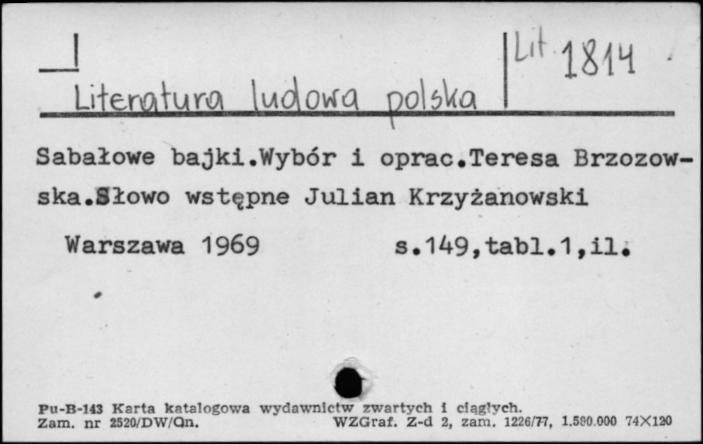 Lit. 1814
Literatura ludowa polska
Sabałowe bajki.Wybór i oprac.Teresa Brzozow-
ska.Słowo wstępne Julian Krzyżanowski
Warszawa 1969 s.149,tabl.1,il.
Pu-B-143 Karta katalogowa wydawnictw zwartych i ciągłych.
Zam. nr 2520/DW/Qn. WZGraf. Z-d 2, zam. 1226/77, 1.590.000 74X120